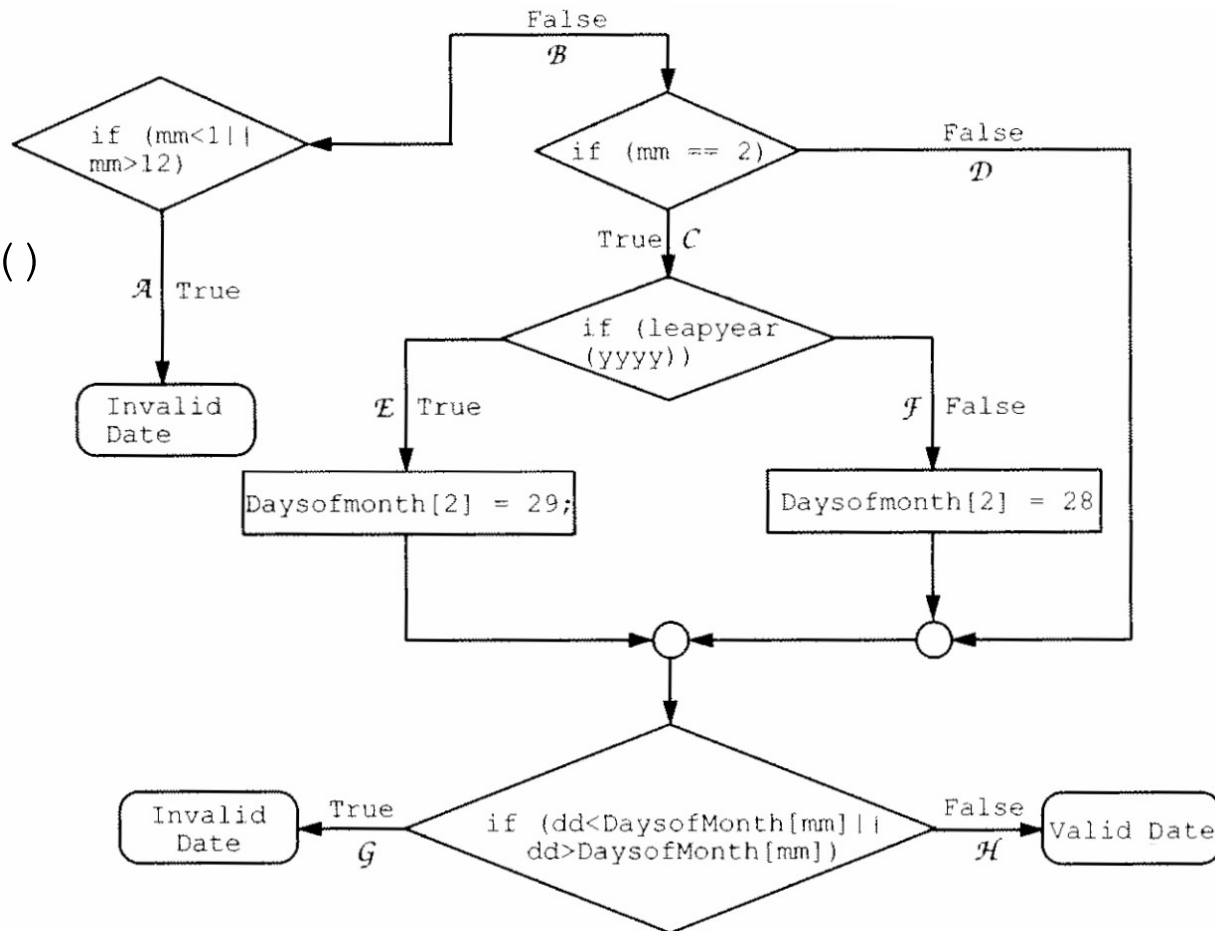 False
B
if (mm<1||
mm>12)
if (mm == 2)
False
D
()
True C
A True
if (leapyear
(yyyy))
Invalid
Date
E True
F False
Daysofmonth[2] = 29;
Daysofmonth[2] = 28
Invalid
Date
True
G
if (dd<DaysofMonth[mm]||
dd>DaysofMonth[mm])
False
H
Valid Date